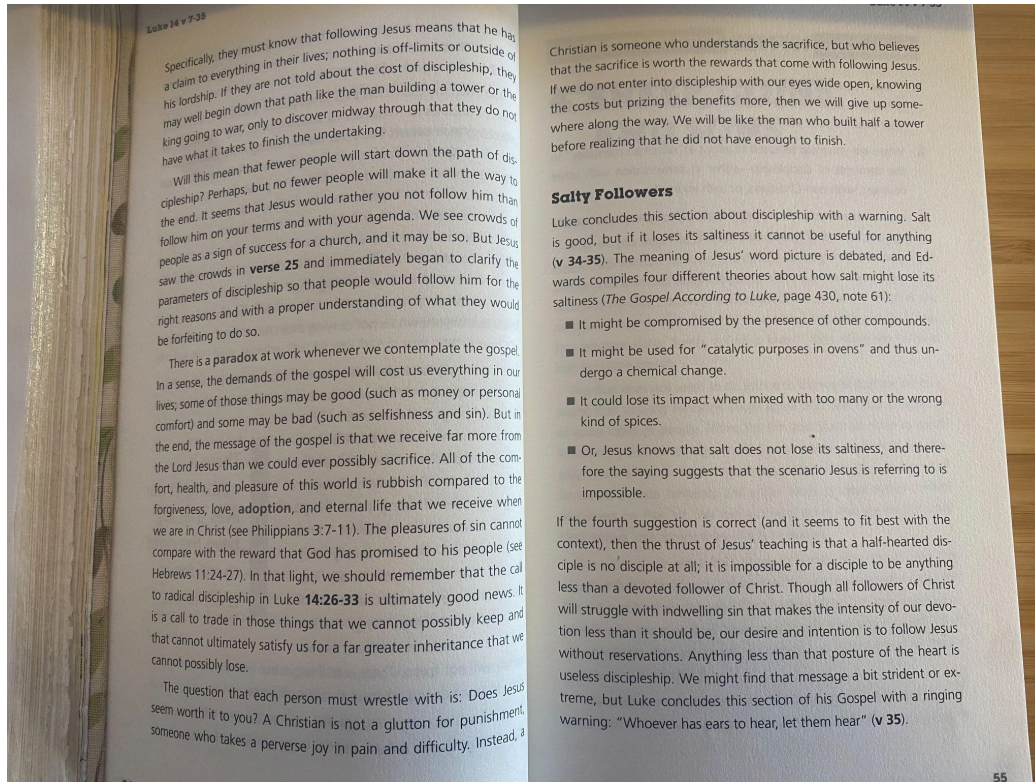 Luke 14 v 7-35
Specifically, they must know that following Jesus means that he has
a claim to everything in their lives; nothing is off-limits or outside of
his lordship. If they are not told about the cost of discipleship, they
may well begin down that path like the man building a tower or the
king going to war, only to discover midway through that they do not
have what it takes to finish the undertaking.
Will this mean that fewer people will start down the path of dis-
cipleship? Perhaps, but no fewer people will make it all the way to
the end. It seems that Jesus would rather you not follow him than
follow him on your terms and with your agenda. We see crowds of
people as a sign of success for a church, and it may be so. But Jesus
saw the crowds in verse 25 and immediately began to clarify the
parameters of discipleship so that people would follow him for the
right reasons and with a proper understanding of what they would
be forfeiting to do so.
There is a paradox at work whenever we contemplate the gospel.
In a sense, the demands of the gospel will cost us everything in our
lives; some of those things may be good (such as money or personal
comfort) and some may be bad (such as selfishness and sin). But in
the end, the message of the gospel is that we receive far more from
the Lord Jesus than we could ever possibly sacrifice. All of the com-
fort, health, and pleasure of this world is rubbish compared to the
forgiveness, love, adoption, and eternal life that we receive when
we are in Christ (see Philippians 3:7-11). The pleasures of sin cannot
compare with the reward that God has promised to his people (see
Hebrews 11:24-27). In that light, we should remember that the call
to radical discipleship in Luke 14:26-33 is ultimately good news. It
is a call to trade in those things that we cannot possibly keep and
that cannot ultimately satisfy us for a far greater inheritance that we
cannot possibly lose.
The question that each person must wrestle with is: Does Jesus
seem worth it to you? A Christian is not a glutton for punishment,
someone who takes a perverse joy in pain and difficulty. Instead, a
Christian is someone who understands the sacrifice, but who believes
that the sacrifice is worth the rewards that come with following Jesus.
If we do not enter into discipleship with our eyes wide open, knowing
the costs but prizing the benefits more, then we will give up some-
where along the way. We will be like the man who built half a tower
before realizing that he did not have enough to finish.
Salty Followers
Luke concludes this section about discipleship with a warning. Salt
is good, but if it loses its saltiness it cannot be useful for anything
(v 34-35). The meaning of Jesus' word picture is debated, and Ed-
wards compiles four different theories about how salt might lose its
saltiness (The Gospel According to Luke, page 430, note 61):
■ It might be compromised by the presence of other compounds.
■ It might be used for "catalytic purposes in ovens" and thus un-
dergo a chemical change.
■ It could lose its impact when mixed with too many or the wrong
kind of spices.
■ Or, Jesus knows that salt does not lose its saltiness, and there-
fore the saying suggests that the scenario Jesus is referring to is
impossible.
If the fourth suggestion is correct (and it seems to fit best with the
context), then the thrust of Jesus' teaching is that a half-hearted dis-
ciple is no disciple at all; it is impossible for a disciple to be anything
less than a devoted follower of Christ. Though all followers of Christ
will struggle with indwelling sin that makes the intensity of our devo-
tion less than it should be, our desire and intention is to follow Jesus
without reservations. Anything less than that posture of the heart is
useless discipleship. We might find that message a bit strident or ex-
treme, but Luke concludes this section of his Gospel with a ringing
warning: "Whoever has ears to hear, let them hear" (v 35).
55